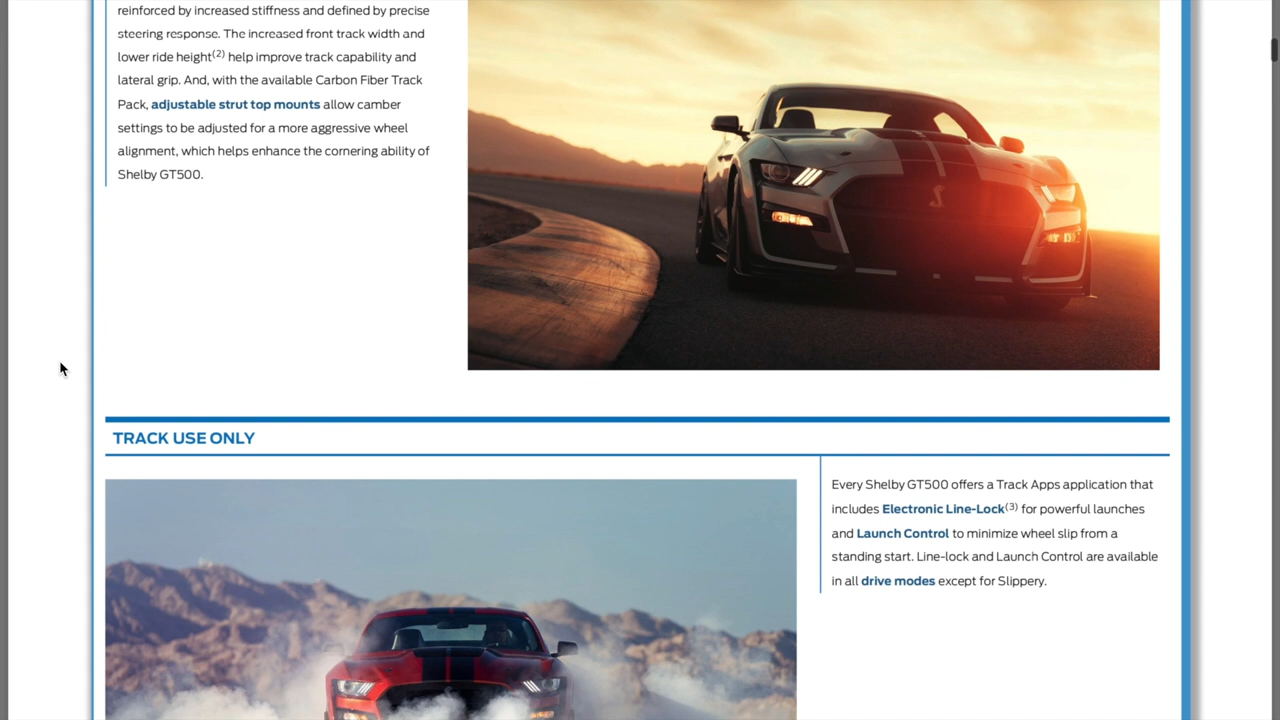 reinforced by increased stiffness and defined by precise
steering response. The increased front track width and
lower ride height(2) help improve track capability and
lateral grip. And, with the available Carbon Fiber Track
Pack, adjustable strut top mounts allow camber
settings to be adjusted for a more aggressive wheel
alignment, which helps enhance the cornering ability of
Shelby GT500.
TRACK USE ONLY
Every Shelby GT500 offers a Track Apps application that
includes Electronic Line-Lock(3) for powerful launches
and Launch Control to minimize wheel slip from a
standing start. Line-lock and Launch Control are available
in all drive modes except for Slippery.